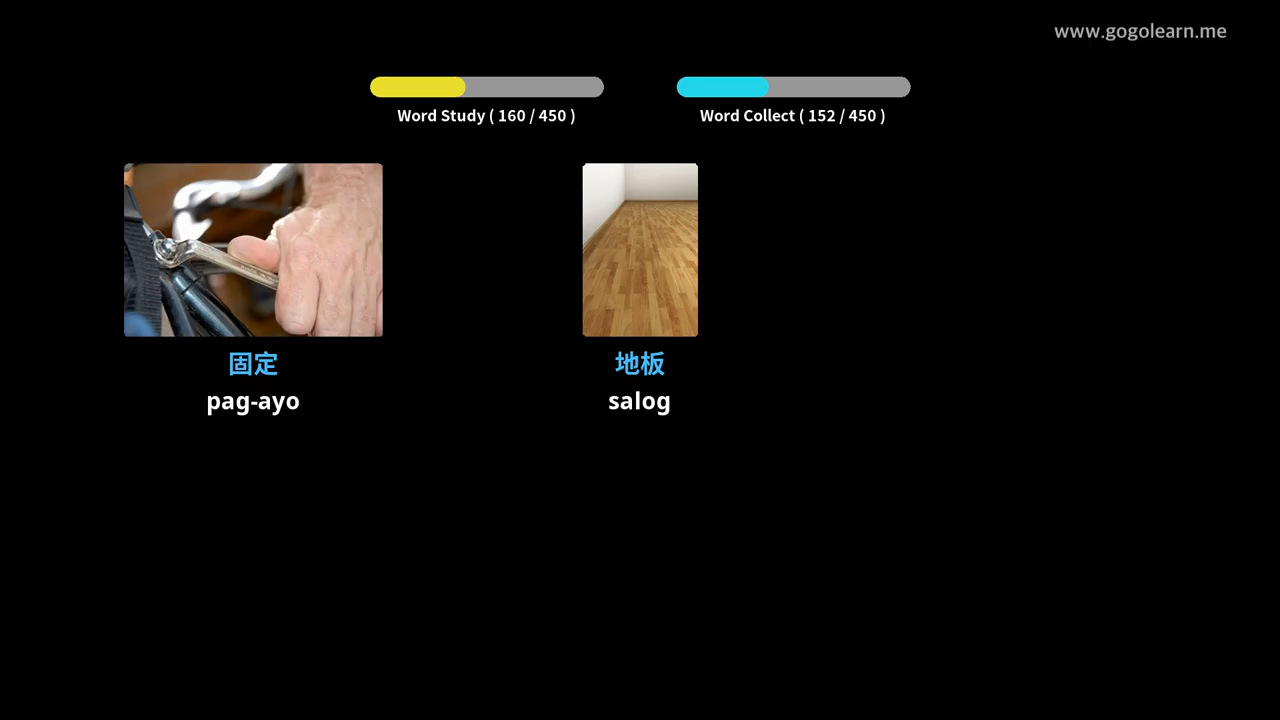 www.gogolearn.me
Word Study ( 160 / 450 )
Word Collect ( 152 / 450 )
固定
pag-ayo
地板
salog